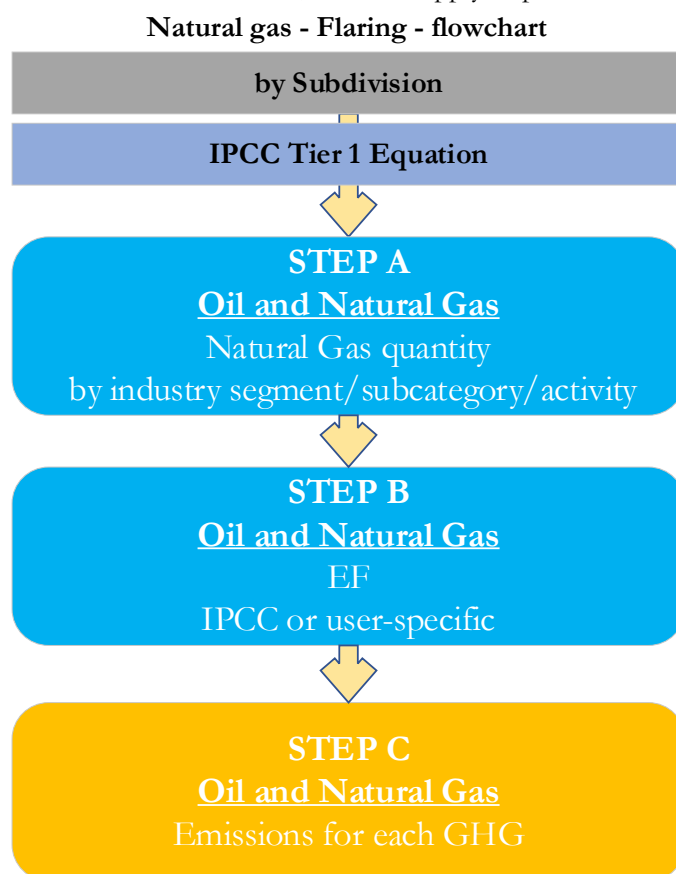 Natural gas - Flaring - flowchart
by Subdivision
IPCC Tier 1 Equation
STEP A
Oil and Natural Gas
Natural Gas quantity
by industry segment/subcategory/activity
STEP B
Oil and Natural Gas
EF
IPCC or user-specific
STEP C
Oil and Natural Gas
Emissions for each GHG